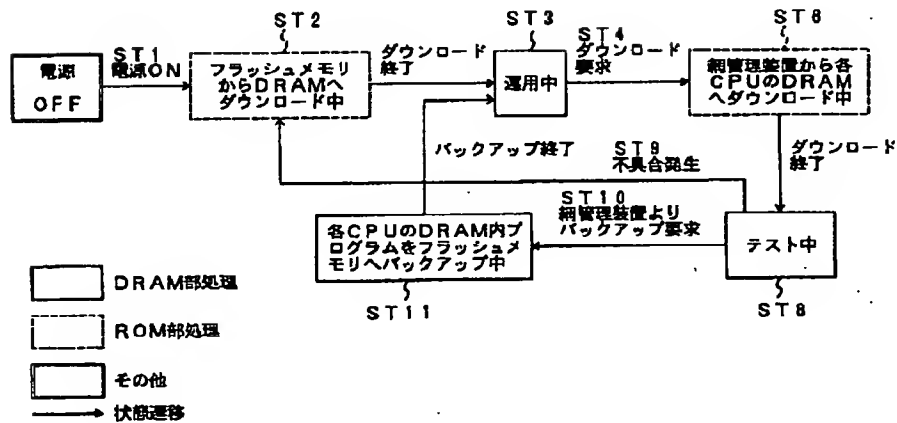 ST2
ST3
ST4
ST6
電源
OFF
ST1
電源ON
フラッシュメモリ
からDRAMへ
ダウンロード中
ダウンロード
終了
運用中
ダウンロード
要求
網管理装置から各
CPUのDRAM
へダウンロード中
バックアップ終了
ST9
不具合発生
ダウンロード
終了
ST10
網管理装置より
バックアップ要求
各CPUのDRAM内プ
ログラムをフラッシュメ
モリへバックアップ中
テスト中
ST11
ST8
DRAM部処理
ROM部処理
その他
状態遷移